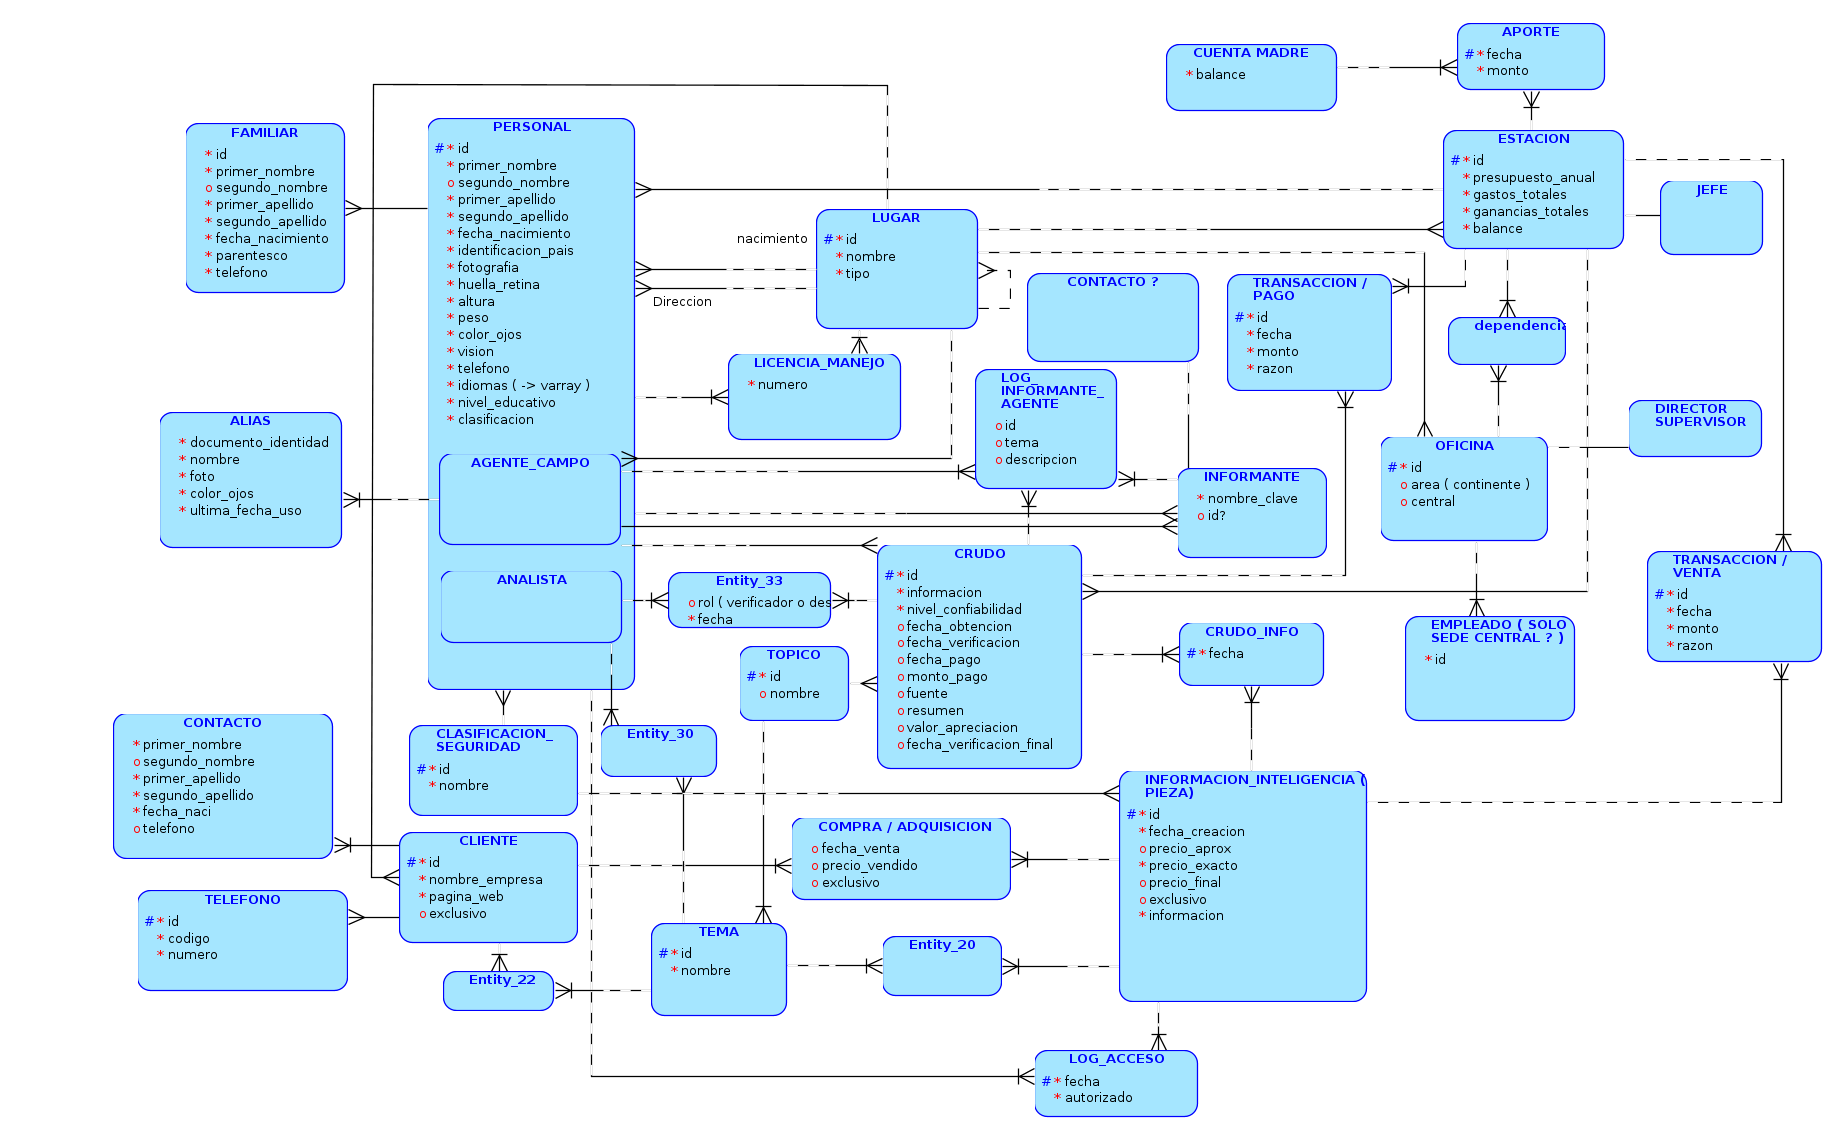 APORTE
# * fecha
* monto
CUENTA MADRE
* balance
FAMILIAR
* id
* primer_nombre
o segundo_nombre
* primer_apellido
* segundo_apellido
* fecha_nacimiento
* parentesco
* telefono
PERSONAL
# * id
* primer_nombre
o segundo_nombre
* primer_apellido
* segundo_apellido
* fecha_nacimiento
* identificacion_pais
* fotografia
* huella_retina
* altura
* peso
* color_ojos
* vision
* telefono
* idiomas ( -> varray )
* nivel_educativo
* clasificacion
AGENTE_CAMPO
ANALISTA
ESTACION
# * id
* presupuesto_anual
* gastos_totales
* ganancias_totales
* balance
JEFE
LUGAR
# * id
* nombre
* tipo
nacimiento
Direccion
CONTACTO ?
TRANSACCION /
PAGO
# * id
* fecha
* monto
* razon
dependencia
LICENCIA_MANEJO
* numero
LOG_
INFORMANTE_
AGENTE
o id
o tema
o descripcion
ALIAS
* documento_identidad
* nombre
* foto
* color_ojos
* ultima_fecha_uso
DIRECTOR
SUPERVISOR
OFICINA
# * id
o area ( continente )
o central
INFORMANTE
* nombre_clave
o id?
CRUDO
# * id
* informacion
* nivel_confiabilidad
o fecha_obtencion
o fecha_verificacion
o fecha_pago
o monto_pago
o fuente
o resumen
o valor_apreciacion
o fecha_verificacion_final
Entity_33
o rol ( verificador o des
* fecha
TRANSACCION /
VENTA
# * id
* fecha
* monto
* razon
EMPLEADO ( SOLO
SEDE CENTRAL ? )
* id
CRUDO_INFO
# * fecha
TOPICO
# * id
o nombre
CONTACTO
* primer_nombre
o segundo_nombre
* primer_apellido
* segundo_apellido
* fecha_naci
o telefono
CLASIFICACION_
SEGURIDAD
# * id
* nombre
Entity_30
INFORMACION_INTELIGENCIA (
PIEZA)
# * id
* fecha_creacion
o precio_aprox
* precio_exacto
o precio_final
o exclusivo
* informacion
COMPRA / ADQUISICION
o fecha_venta
o precio_vendido
o exclusivo
CLIENTE
# * id
* nombre_empresa
* pagina_web
o exclusivo
TELEFONO
# * id
* codigo
* numero
TEMA
# * id
* nombre
Entity_20
Entity_22
LOG_ACCESO
# * fecha
* autorizado